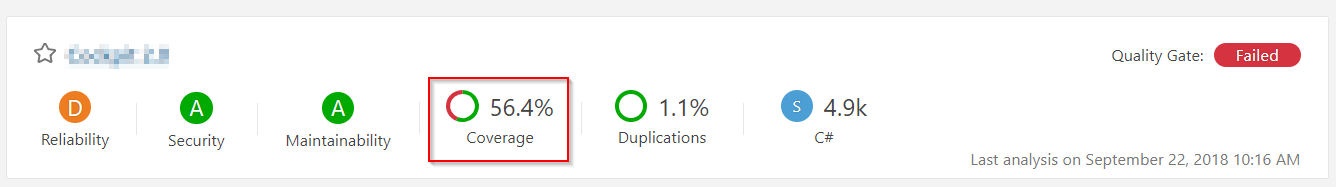 Quality Gate: Failed
D A A 56.4% 1.1% S 4.9k
Reliability Security Maintainability Coverage Duplications C#
Last analysis on September 22, 2018 10:16 AM